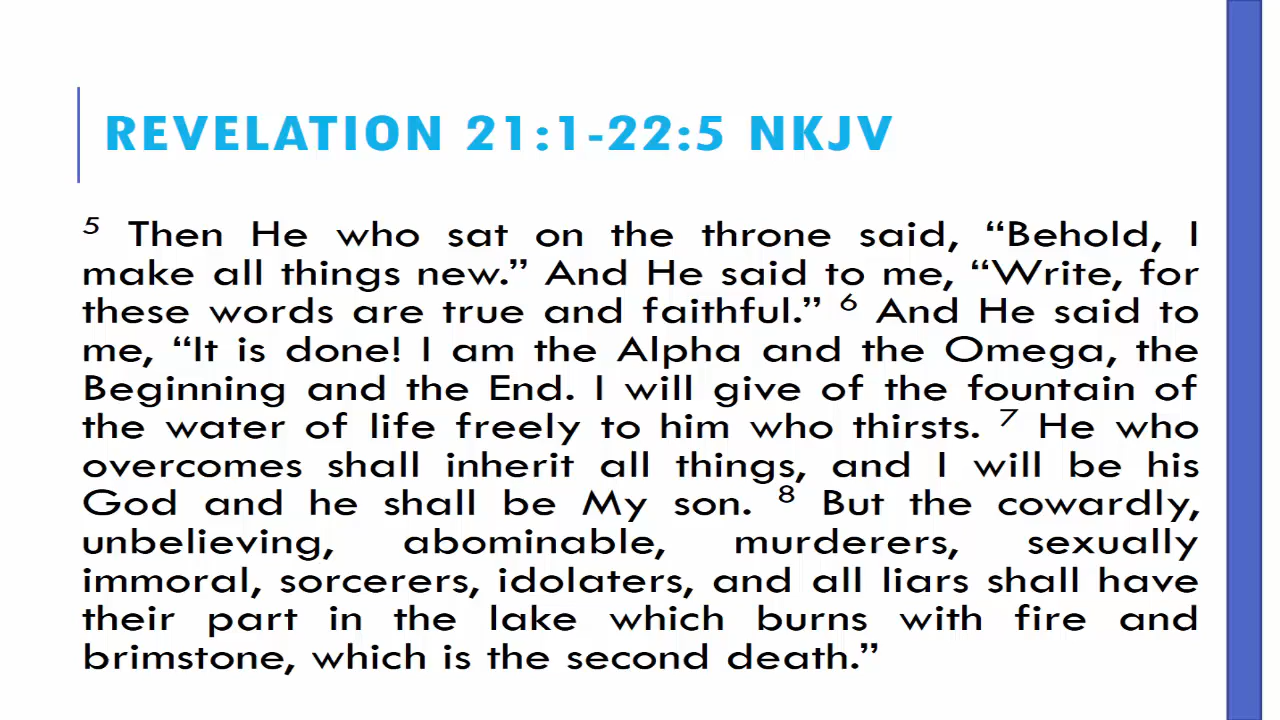 REVELATION 21:1-22:5 NKJV
5 Then He who sat on the throne said, “Behold, I
make all things new.” And He said to me, “Write, for
these words are true and faithful.” 6 And He said to
me, “It is done! I am the Alpha and the Omega, the
Beginning and the End. I will give of the fountain of
the water of life freely to him who thirsts. 7 He who
overcomes shall inherit all things, and I will be his
God and he shall be My son. 8 But the cowardly,
unbelieving, abominable, murderers, sexually
immoral, sorcerers, idolaters, and all liars shall have
their part in the lake which burns with fire and
brimstone, which is the second death.”